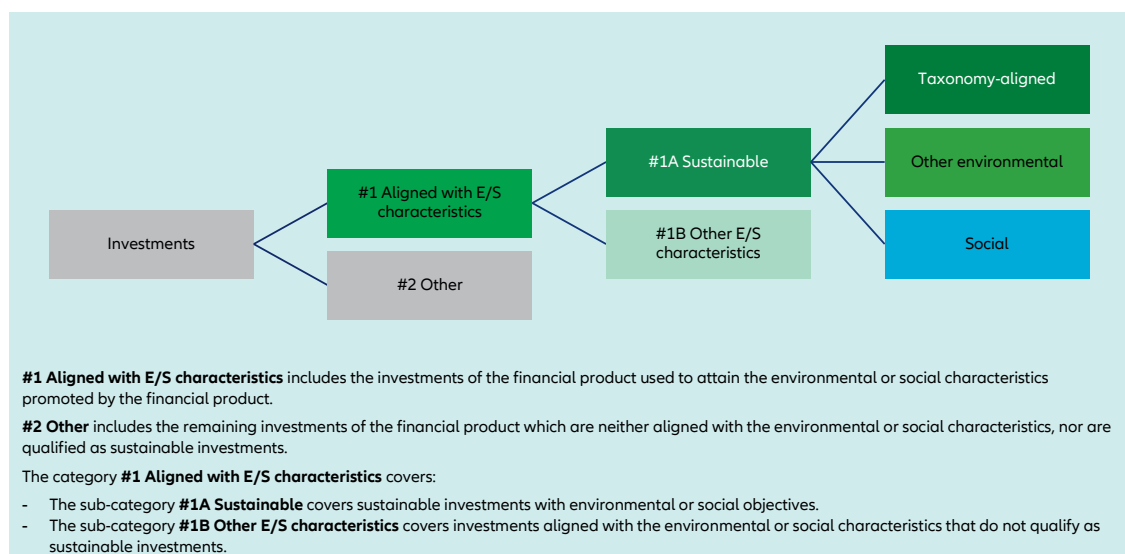 Taxonomy-aligned
#1A Sustainable
Other environmental
#1 Aligned with E/S
characteristics
#1B Other E/S
characteristics
Investments
Social
#2 Other
#1 Aligned with E/S characteristics includes the investments of the financial product used to attain the environmental or social characteristics
promoted by the financial product.
#2 Other includes the remaining investments of the financial product which are neither aligned with the environmental or social characteristics, nor are
qualified as sustainable investments.
The category #1 Aligned with E/S characteristics covers:
- The sub-category #1A Sustainable covers sustainable investments with environmental or social objectives.
- The sub-category #1B Other E/S characteristics covers investments aligned with the environmental or social characteristics that do not qualify as
sustainable investments.